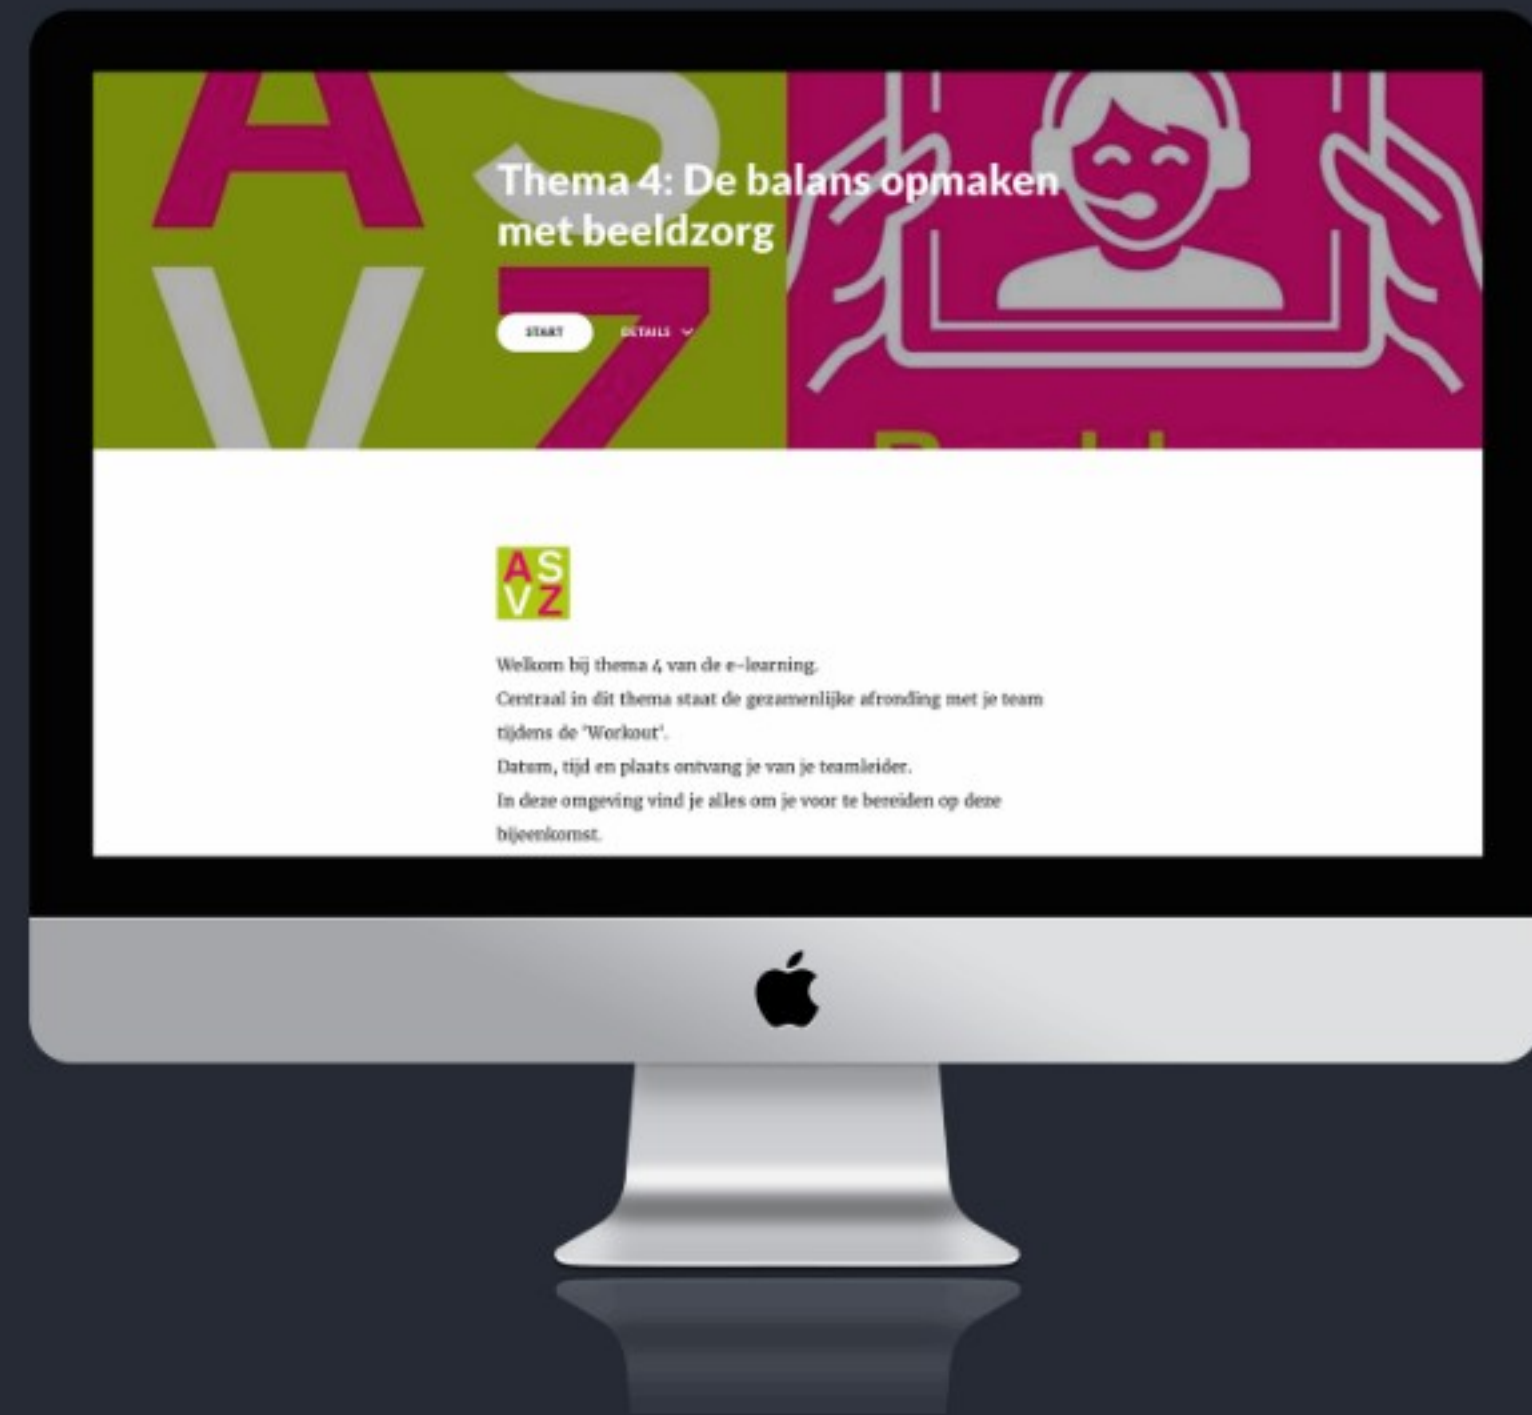 A S
V Z
Thema 4: De balans opmaken
met beeldzorg
START DETAILS
A S
V Z
Welkom bij thema 4 van de e-learning.
Centraal in dit thema staat de gezamenlijke afronding met je team
tijdens de 'Workout'.
Datum, tijd en plaats ontvang je van je teamleider.
In deze omgeving vind je alles om je voor te bereiden op deze
bijeenkomst.